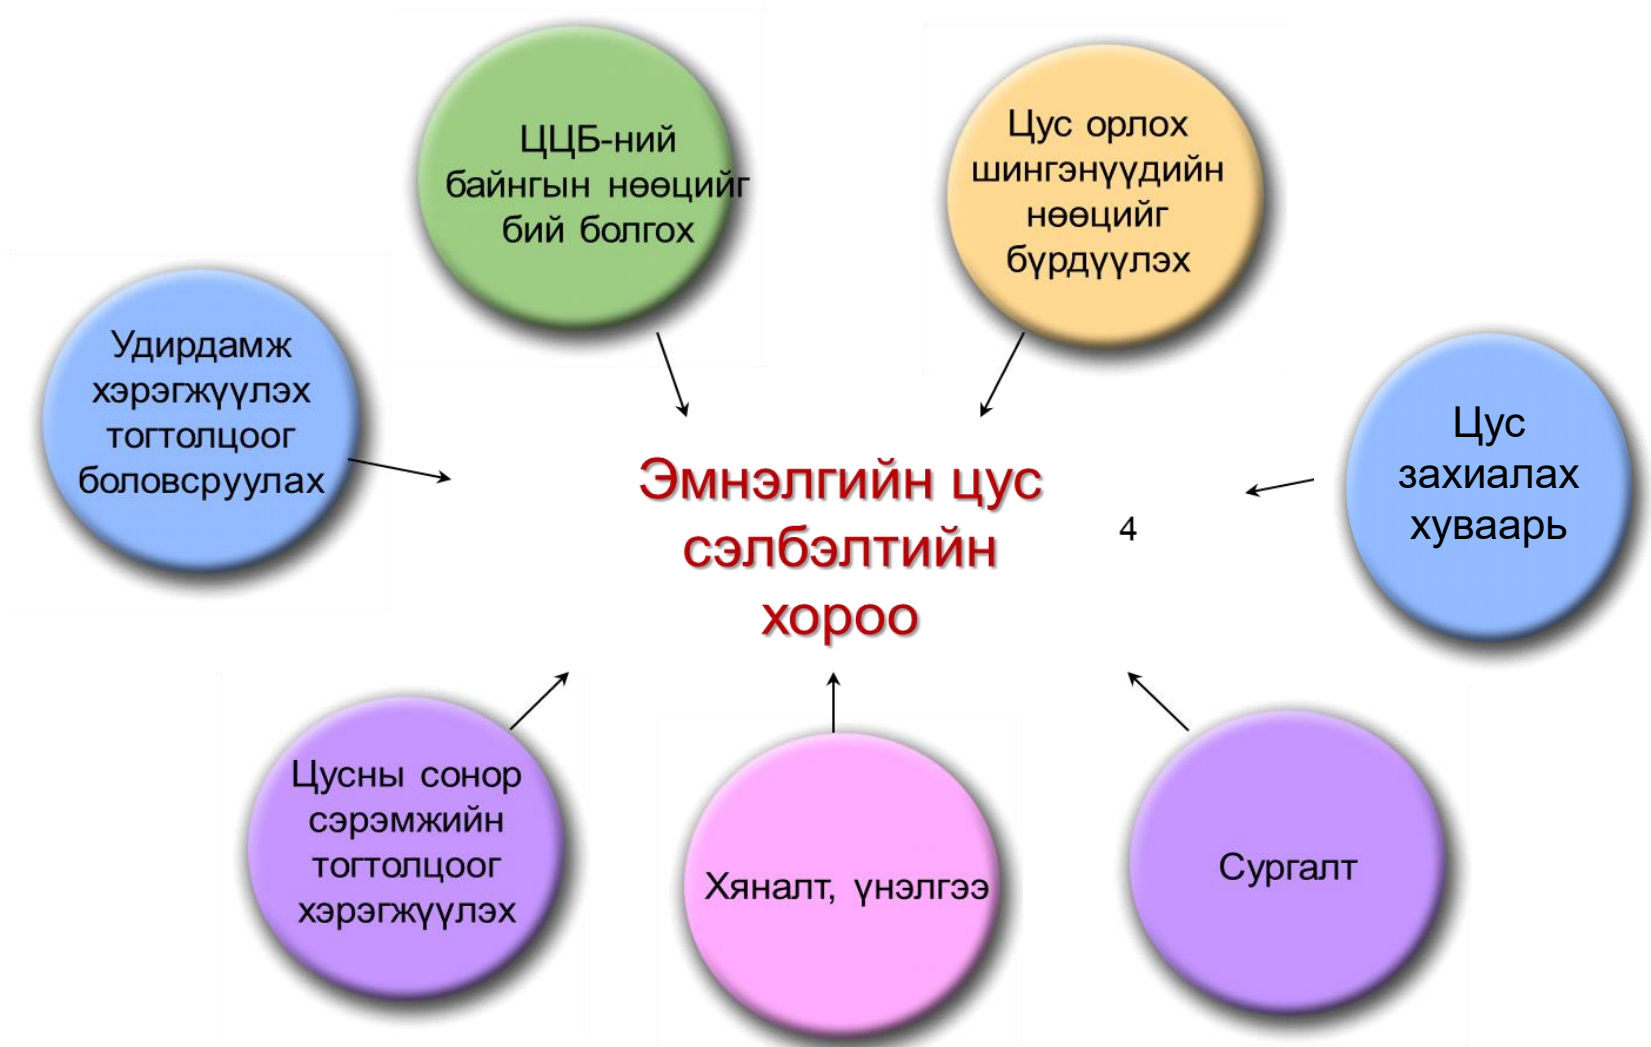 ЦЦБ-ний
байнгын нөөцийг
бий болгох
Цус орлох
шингэнүүдийн
нөөцийг
бүрдүүлэх
Удирдамж
хэрэгжүүлэх
тогтолцоог
боловсруулах
Цус
захиалах
хуваарь
Эмнэлгийн цус
сэлбэлтийн
хороо
4
Цусны сонор
сэрэмжийн
тогтолцоог
хэрэгжүүлэх
Хяналт, үнэлгээ
Сургалт